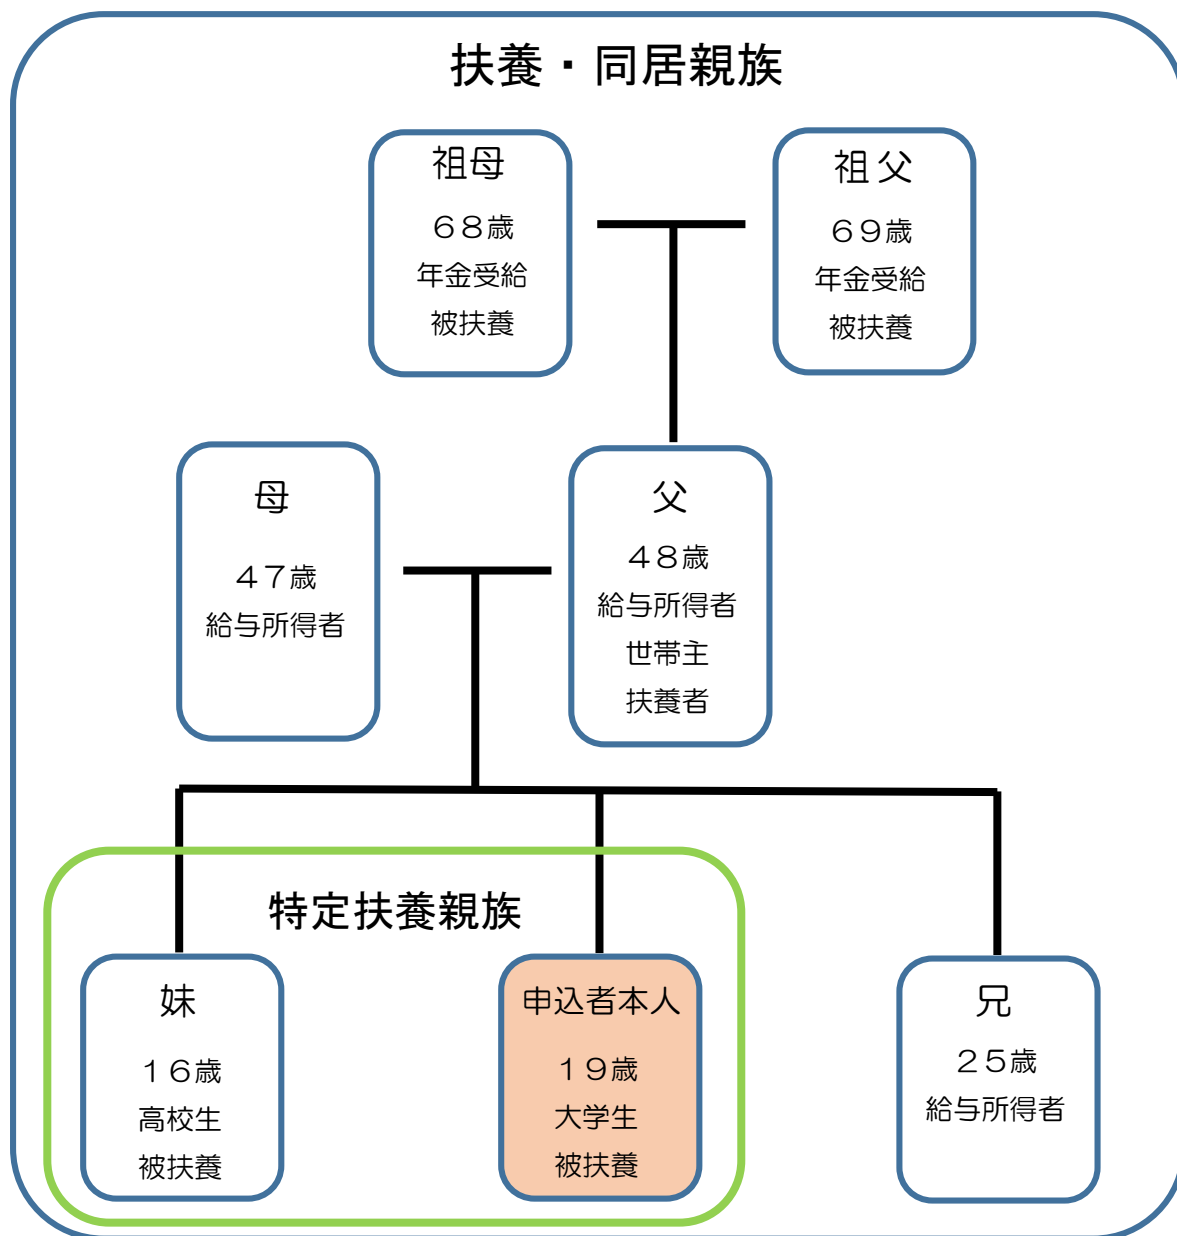 扶養・同居親族
祖母
６８歳
年金受給
被扶養
祖父
６９歳
年金受給
被扶養
母
４７歳
給与所得者
父
４８歳
給与所得者
世帯主
扶養者
特定扶養親族
妹
１６歳
高校生
被扶養
申込者本人
１９歳
大学生
被扶養
兄
２５歳
給与所得者